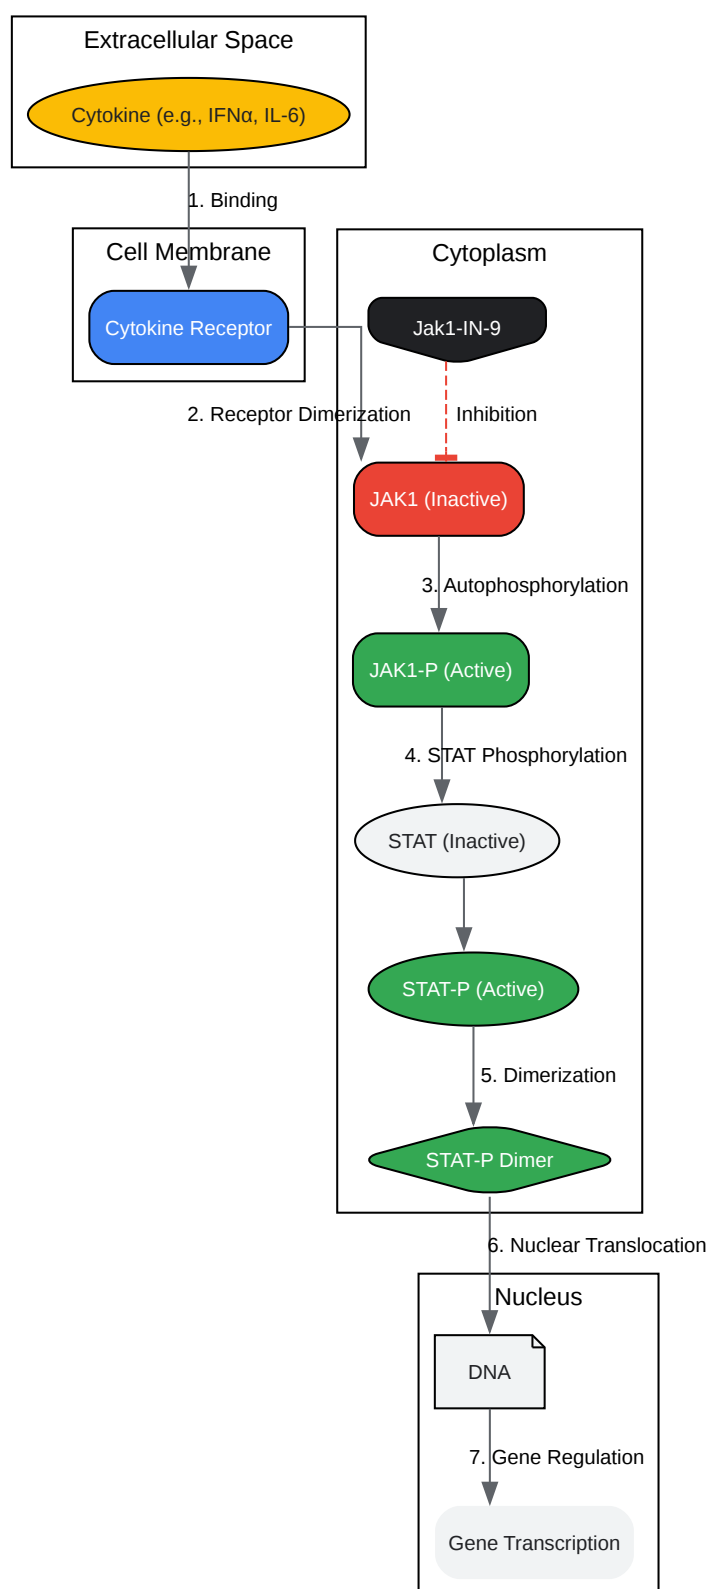 Extracellular Space
Cytokine (e.g., IFNα, IL-6)
1. Binding
Cell Membrane
Cytokine Receptor
Cytoplasm
Jak1-IN-9
2. Receptor Dimerization
Inhibition
JAK1 (Inactive)
3. Autophosphorylation
JAK1-P (Active)
4. STAT Phosphorylation
STAT (Inactive)
STAT-P (Active)
5. Dimerization
STAT-P Dimer
6. Nuclear Translocation
Nucleus
DNA
7. Gene Regulation
Gene Transcription